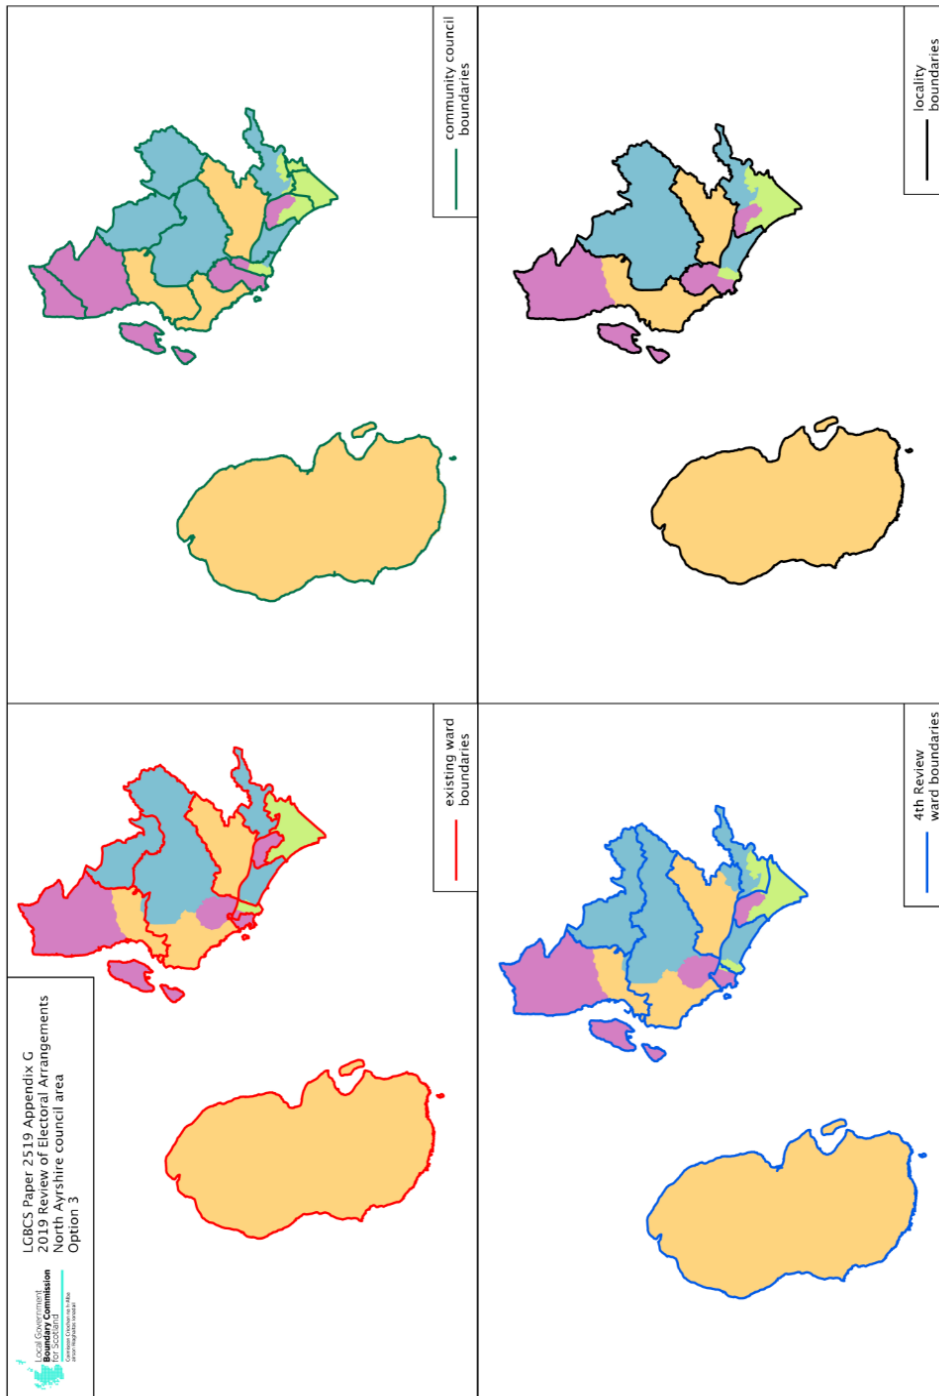 Local Government
Boundary Commission
for Scotland
LGBCS Paper 2519 Appendix G
2019 Review of Electoral Arrangements
North Ayrshire council area
Option 3
existing ward
boundaries
community council
boundaries
4th Review
ward boundaries
locality
boundaries